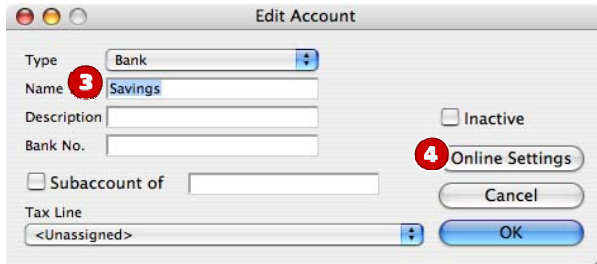 Edit Account
Type Bank
Name 3 Savings
Description
Inactive
Bank No.
4 Online Settings
Subaccount of
Cancel
Tax Line
<Unassigned>
OK